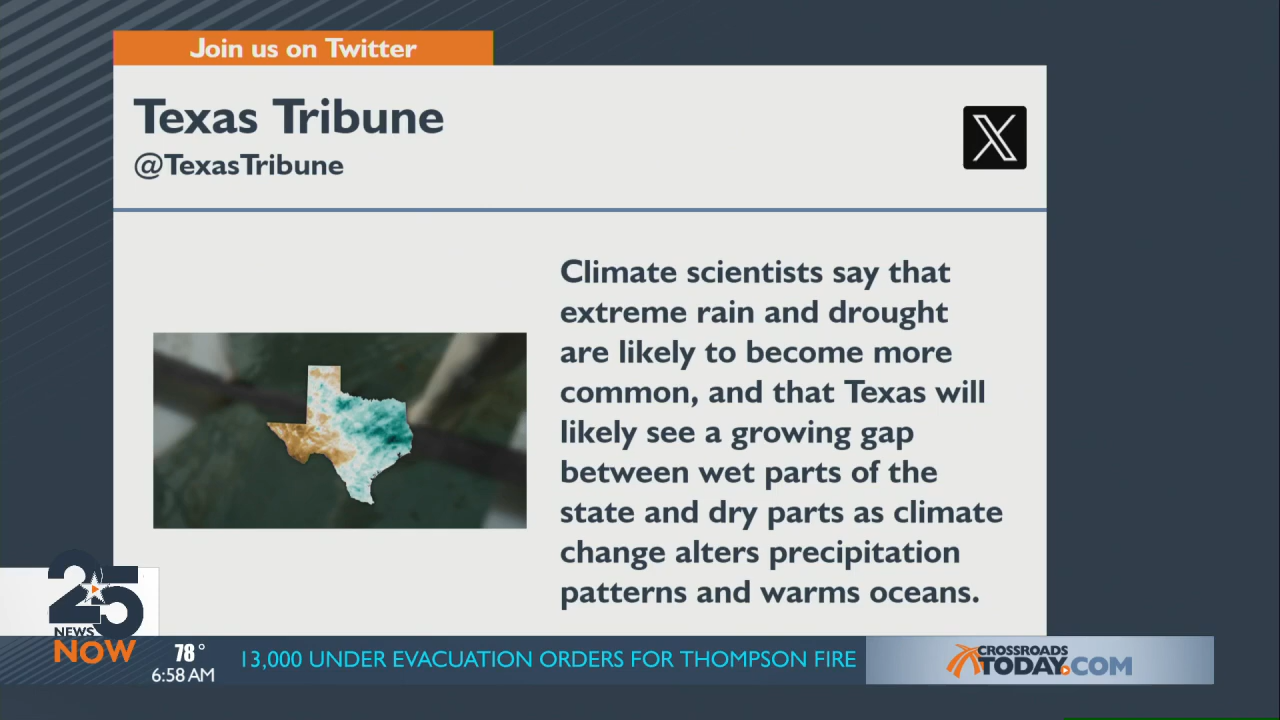 Join us on Twitter
Texas Tribune
@TexasTribune
X
Climate scientists say that
extreme rain and drought
are likely to become more
common, and that Texas will
likely see a growing gap
between wet parts of the
state and dry parts as climate
change alters precipitation
patterns and warms oceans.
25
NEWS
NOW
78°
6:58 AM
13,000 UNDER EVACUATION ORDERS FOR THOMPSON FIRE
CROSSROADS
TODAY.COM